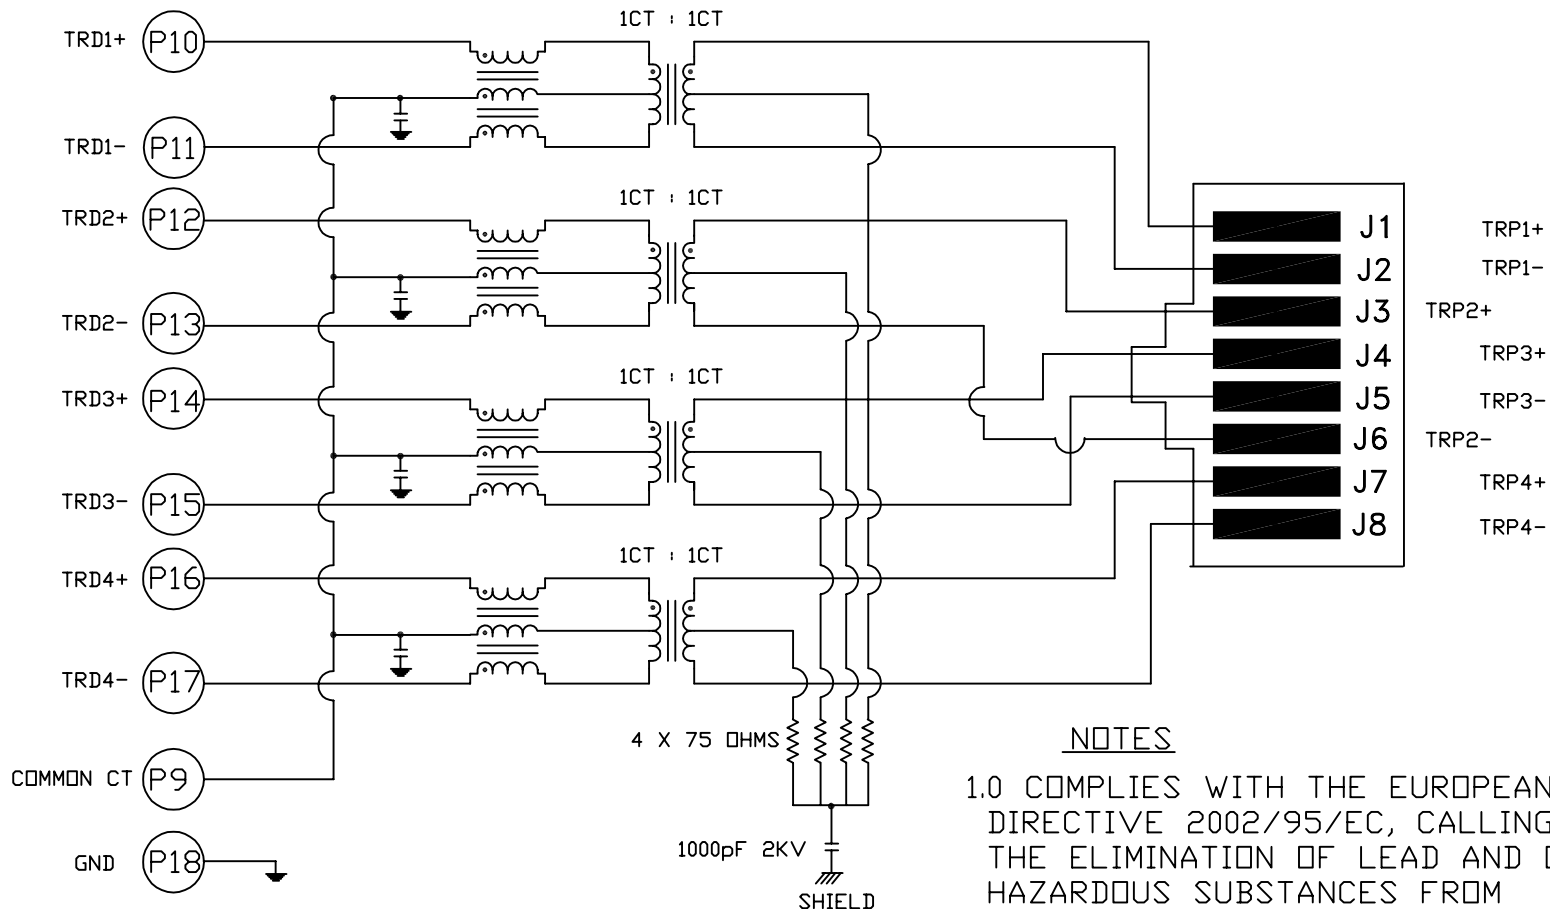 1CT : 1CT
TRD1+ P10
TRD1- P11
1CT : 1CT
TRD2+ P12
J1 TRP1+
J2 TRP1-
TRD2- P13
J3 TRP2+
J4 TRP3+
1CT : 1CT
TRD3+ P14
J5 TRP3-
J6 TRP2-
TRD3- P15
J7 TRP4+
J8 TRP4-
1CT : 1CT
TRD4+ P16
TRD4- P17
4 X 75 OHMS
COMMON CT P9
1000pF 2KV
GND P18
SHIELD
NOTES
1.0 COMPLIES WITH THE EUROPEAN
DIRECTIVE 2002/95/EC, CALLING
THE ELIMINATION OF LEAD AND
HAZARDOUS SUBSTANCES FROM